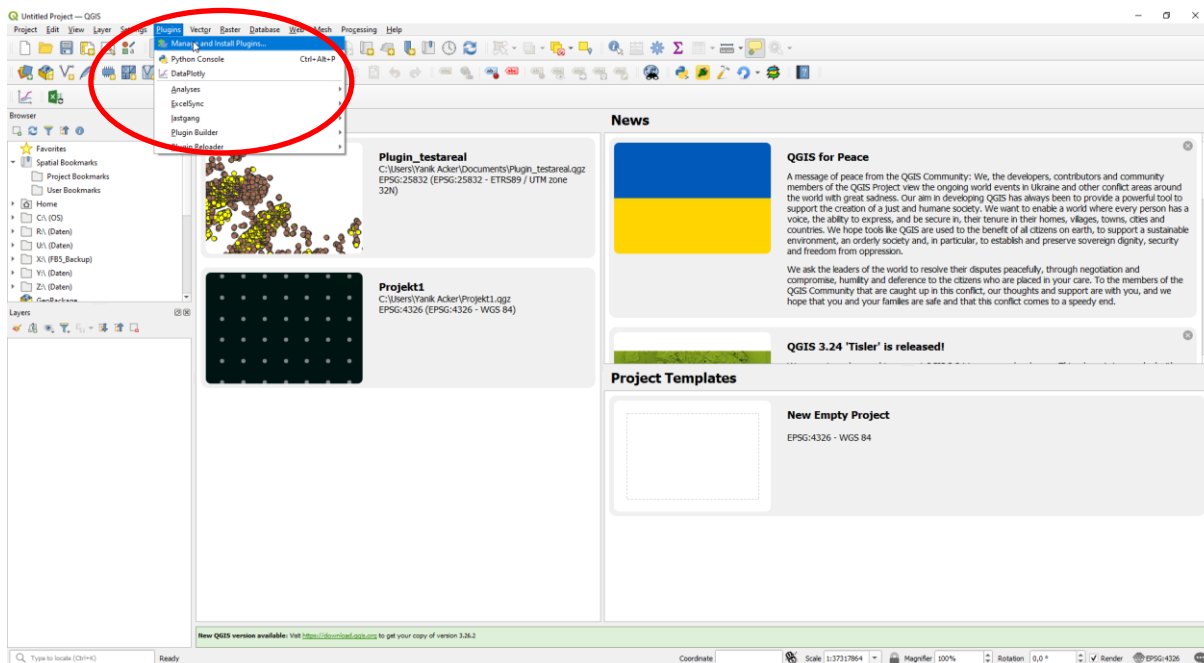 Untitled Project — QGIS
Project Edit View Layer Settings Plugins Vector Raster Database Web Mesh Processing Help
Manage and Install Plugins...
Python Console Ctrl+Alt+P
DataPlotly
Analyses
ExcelSync
Jastgang
Plugin Builder
Plugin Reloader
Browser
Favorites
Spatial Bookmarks
Project Bookmarks
User Bookmarks
Home
C:\ (OS)
R:\ (Daten)
U:\ (Daten)
X:\ (FBS_Backup)
Y:\ (Daten)
Z:\ (Daten)
GeoPackage
Layers
Plugin_testareal
C:\Users\Yanik Acker\Documents\Plugin_testareal.qgz
EPSG:25832 (EPSG:25832 - ETRS89 / UTM zone
32N)
Projekt1
C:\Users\Yanik Acker\Projekt1.qgz
EPSG:4326 (EPSG:4326 - WGS 84)
News
QGIS for Peace
A message of peace from the QGIS Community: We, the developers, contributors and community
members of the QGIS Project view the ongoing world events in Ukraine and other conflict areas around
the world with great sadness. Our aim in developing QGIS has always been to provide a powerful tool to
support the creation of a just and humane society. We want to enable a world where every person has a
voice, the ability to express, and be secure in, their tenure in their homes, villages, towns, cities and
countries. We hope tools like QGIS are used to the benefit of all citizens on earth, to support a sustainable
environment, an orderly society and, in particular, to establish and preserve sovereign dignity, security
and freedom from oppression.
We ask the leaders of the world to resolve their disputes peacefully, through negotiation and
compromise, humility and deference to the citizens who are placed in your care. To the members of the
QGIS Community that are caught up in this conflict, our thoughts and support are with you, and we
hope that you and your families are safe and that this conflict comes to a speedy end.
QGIS 3.24 'Tisler' is released!
Project Templates
New Empty Project
EPSG:4326 - WGS 84
New QGIS version available: Visit https://download.qgis.org to get your copy of version 3.26.2
Type to locate (Ctrl+K) Ready Coordinate Scale 1:37317864 Magnifier 100% Rotation 0,0 ° Render EPSG:4326